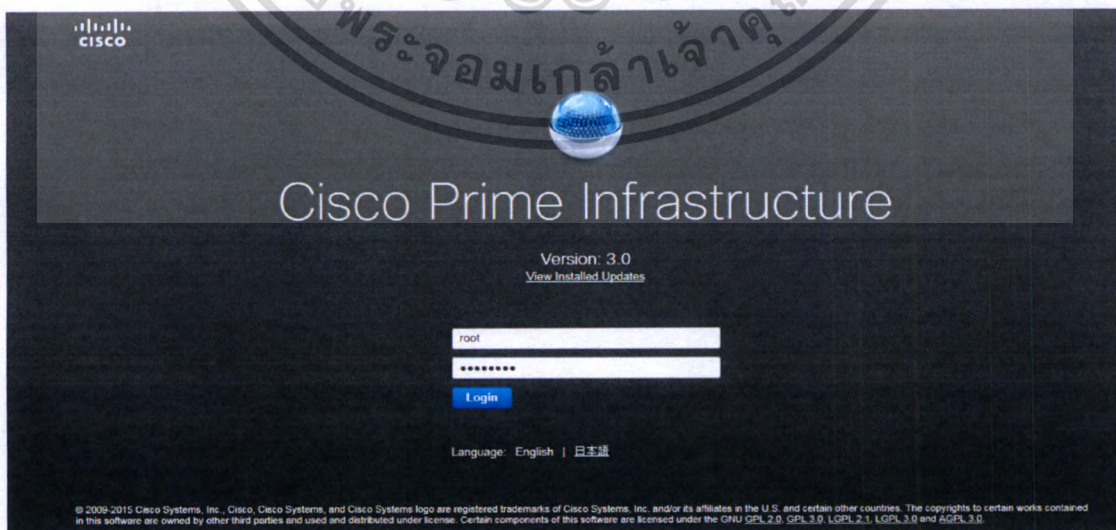 CISCO
พระจอมเกล้าเจ้าคุณ
Cisco Prime Infrastructure
Version: 3.0
View Installed Updates
root
••••••••
Login
Language: English | 日本語
© 2009-2015 Cisco Systems, Inc., Cisco, Cisco Systems, and Cisco Systems logo are registered trademarks of Cisco Systems, Inc. and/or its affiliates in the U.S. and certain other countries. The copyrights to certain works contained
in this software are owned by other third parties and used and distributed under license. Certain components of this software are licensed under the GNU GPL 2.0, GPL 3.0, LGPL 2.1, LGPL 3.0 and AGPL 3.0.